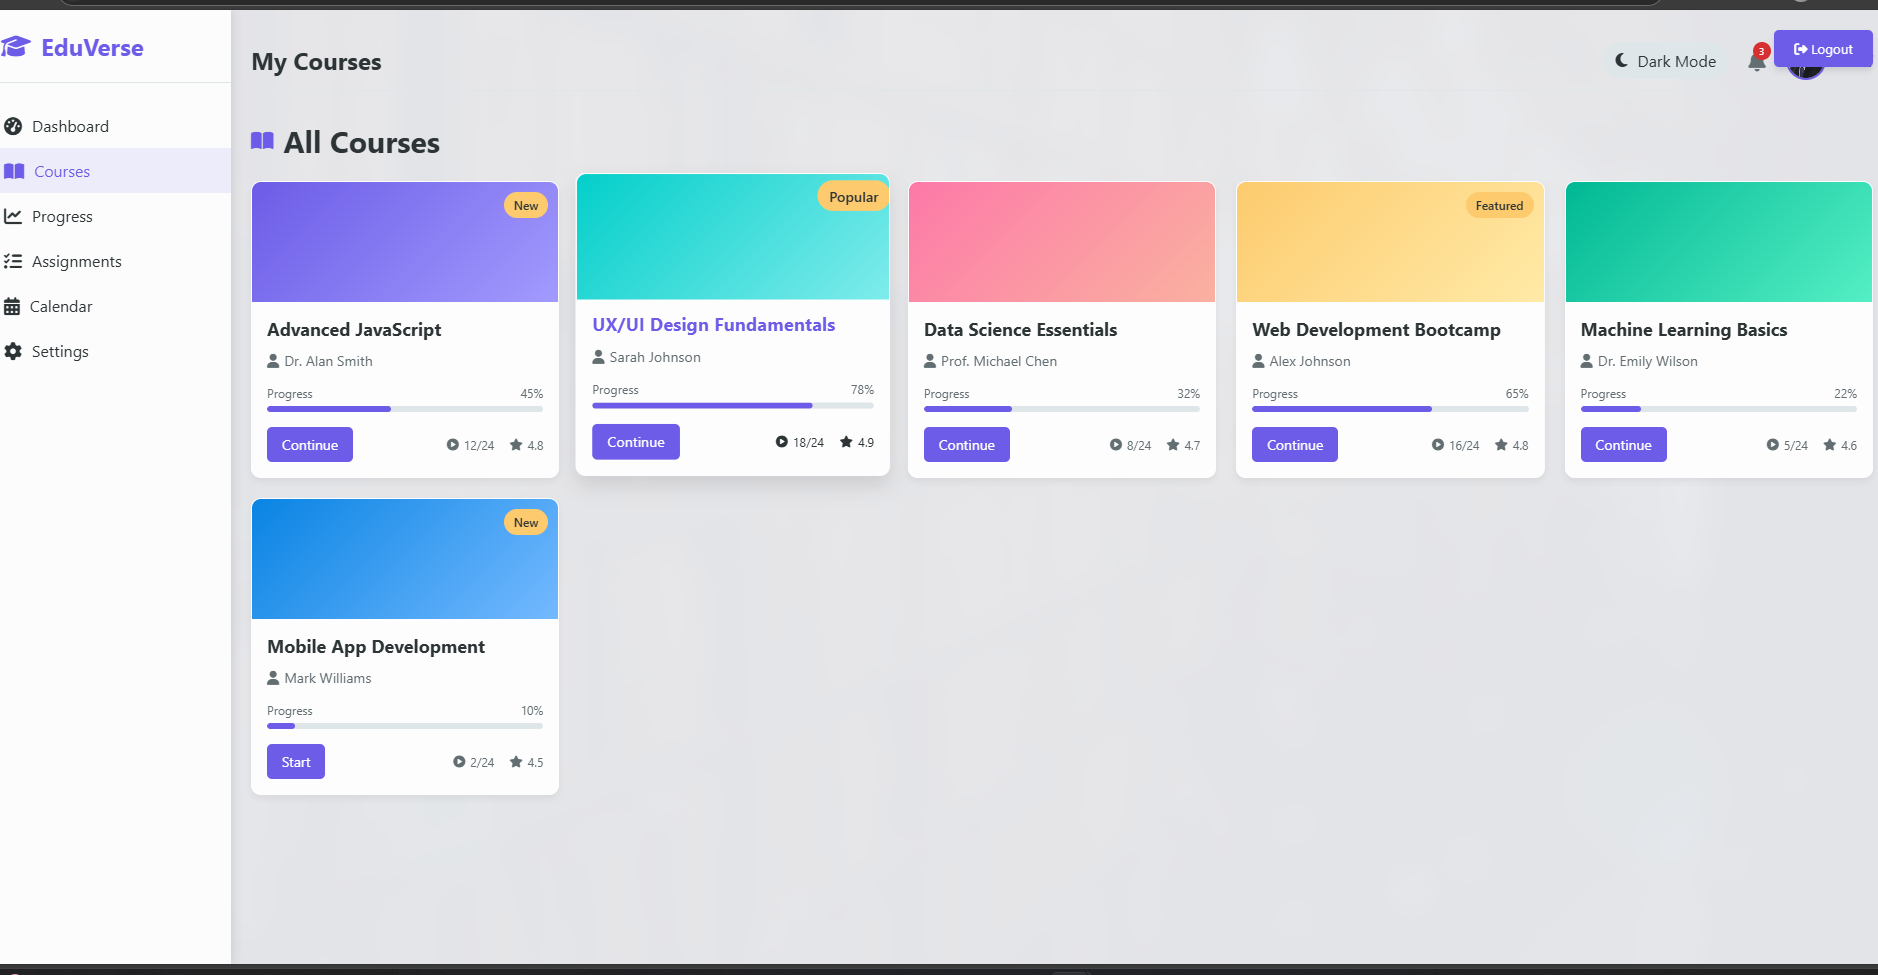 EduVerse
Dashboard
Courses
Progress
Assignments
Calendar
Settings
My Courses
Dark Mode
3
Logout
All Courses
New
Advanced JavaScript
Dr. Alan Smith
Progress 45%
Continue 12/24 4.8
Popular
UX/UI Design Fundamentals
Sarah Johnson
Progress 78%
Continue 18/24 4.9
Data Science Essentials
Prof. Michael Chen
Progress 32%
Continue 8/24 4.7
Featured
Web Development Bootcamp
Alex Johnson
Progress 65%
Continue 16/24 4.8
Machine Learning Basics
Dr. Emily Wilson
Progress 22%
Continue 5/24 4.6
New
Mobile App Development
Mark Williams
Progress 10%
Start 2/24 4.5